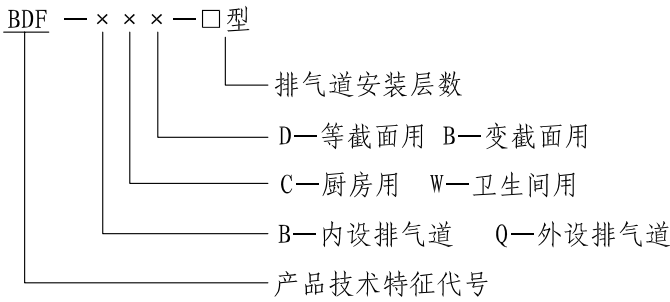 BDF—×××—□型
排气道安装层数
D—等截面用 B—变截面用
C—厨房用 W—卫生间用
B—内设排气道 Q—外设排气道
产品技术特征代号